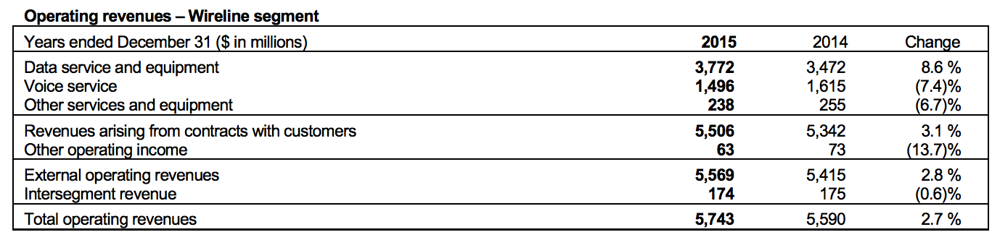 Operating revenues – Wireline segment
Years ended December 31 ($ in millions) 2015 2014 Change
Data service and equipment 3,772 3,472 8.6 %
Voice service 1,496 1,615 (7.4)%
Other services and equipment 238 255 (6.7)%
Revenues arising from contracts with customers 5,506 5,342 3.1 %
Other operating income 63 73 (13.7)%
External operating revenues 5,569 5,415 2.8 %
Intersegment revenue 174 175 (0.6)%
Total operating revenues 5,743 5,590 2.7 %